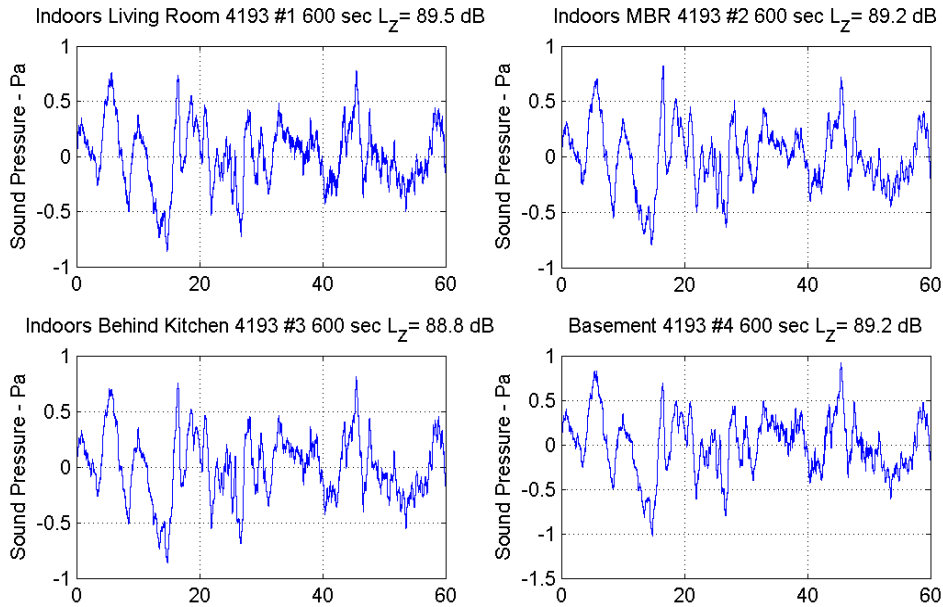 Indoors Living Room 4193 #1 600 sec Lz= 89.5 dB
Indoors MBR 4193 #2 600 sec Lz= 89.2 dB
Sound Pressure - Pa
1
0.5
0
-0.5
-1
0 20 40 60
Sound Pressure - Pa
1
0.5
0
-0.5
-1
0 20 40 60
Indoors Behind Kitchen 4193 #3 600 sec Lz= 88.8 dB
Basement 4193 #4 600 sec Lz= 89.2 dB
Sound Pressure - Pa
1
0.5
0
-0.5
-1
0 20 40 60
Sound Pressure - Pa
1
0.5
0
-0.5
-1
-1.5
0 20 40 60